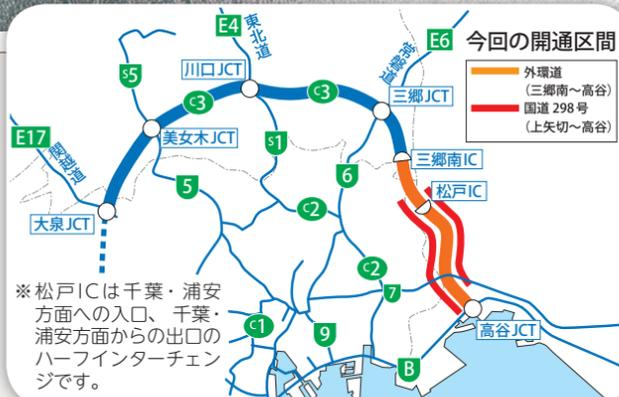 E4
東北道
E6
常磐道
今回の開通区間
外環道
(三郷南~高谷)
国道298号
(上矢切~高谷)
川口JCT
S5
C3
C3
三郷JCT
E17
関越道
美女木JCT
S1
三郷南IC
5
6
松戸IC
大泉JCT
C2
C2
7
※松戸ICは千葉・浦安
方面への入口、千葉・
浦安方面からの出口の
ハーフインターチェン
ジです。
C1
9
B
高谷JCT